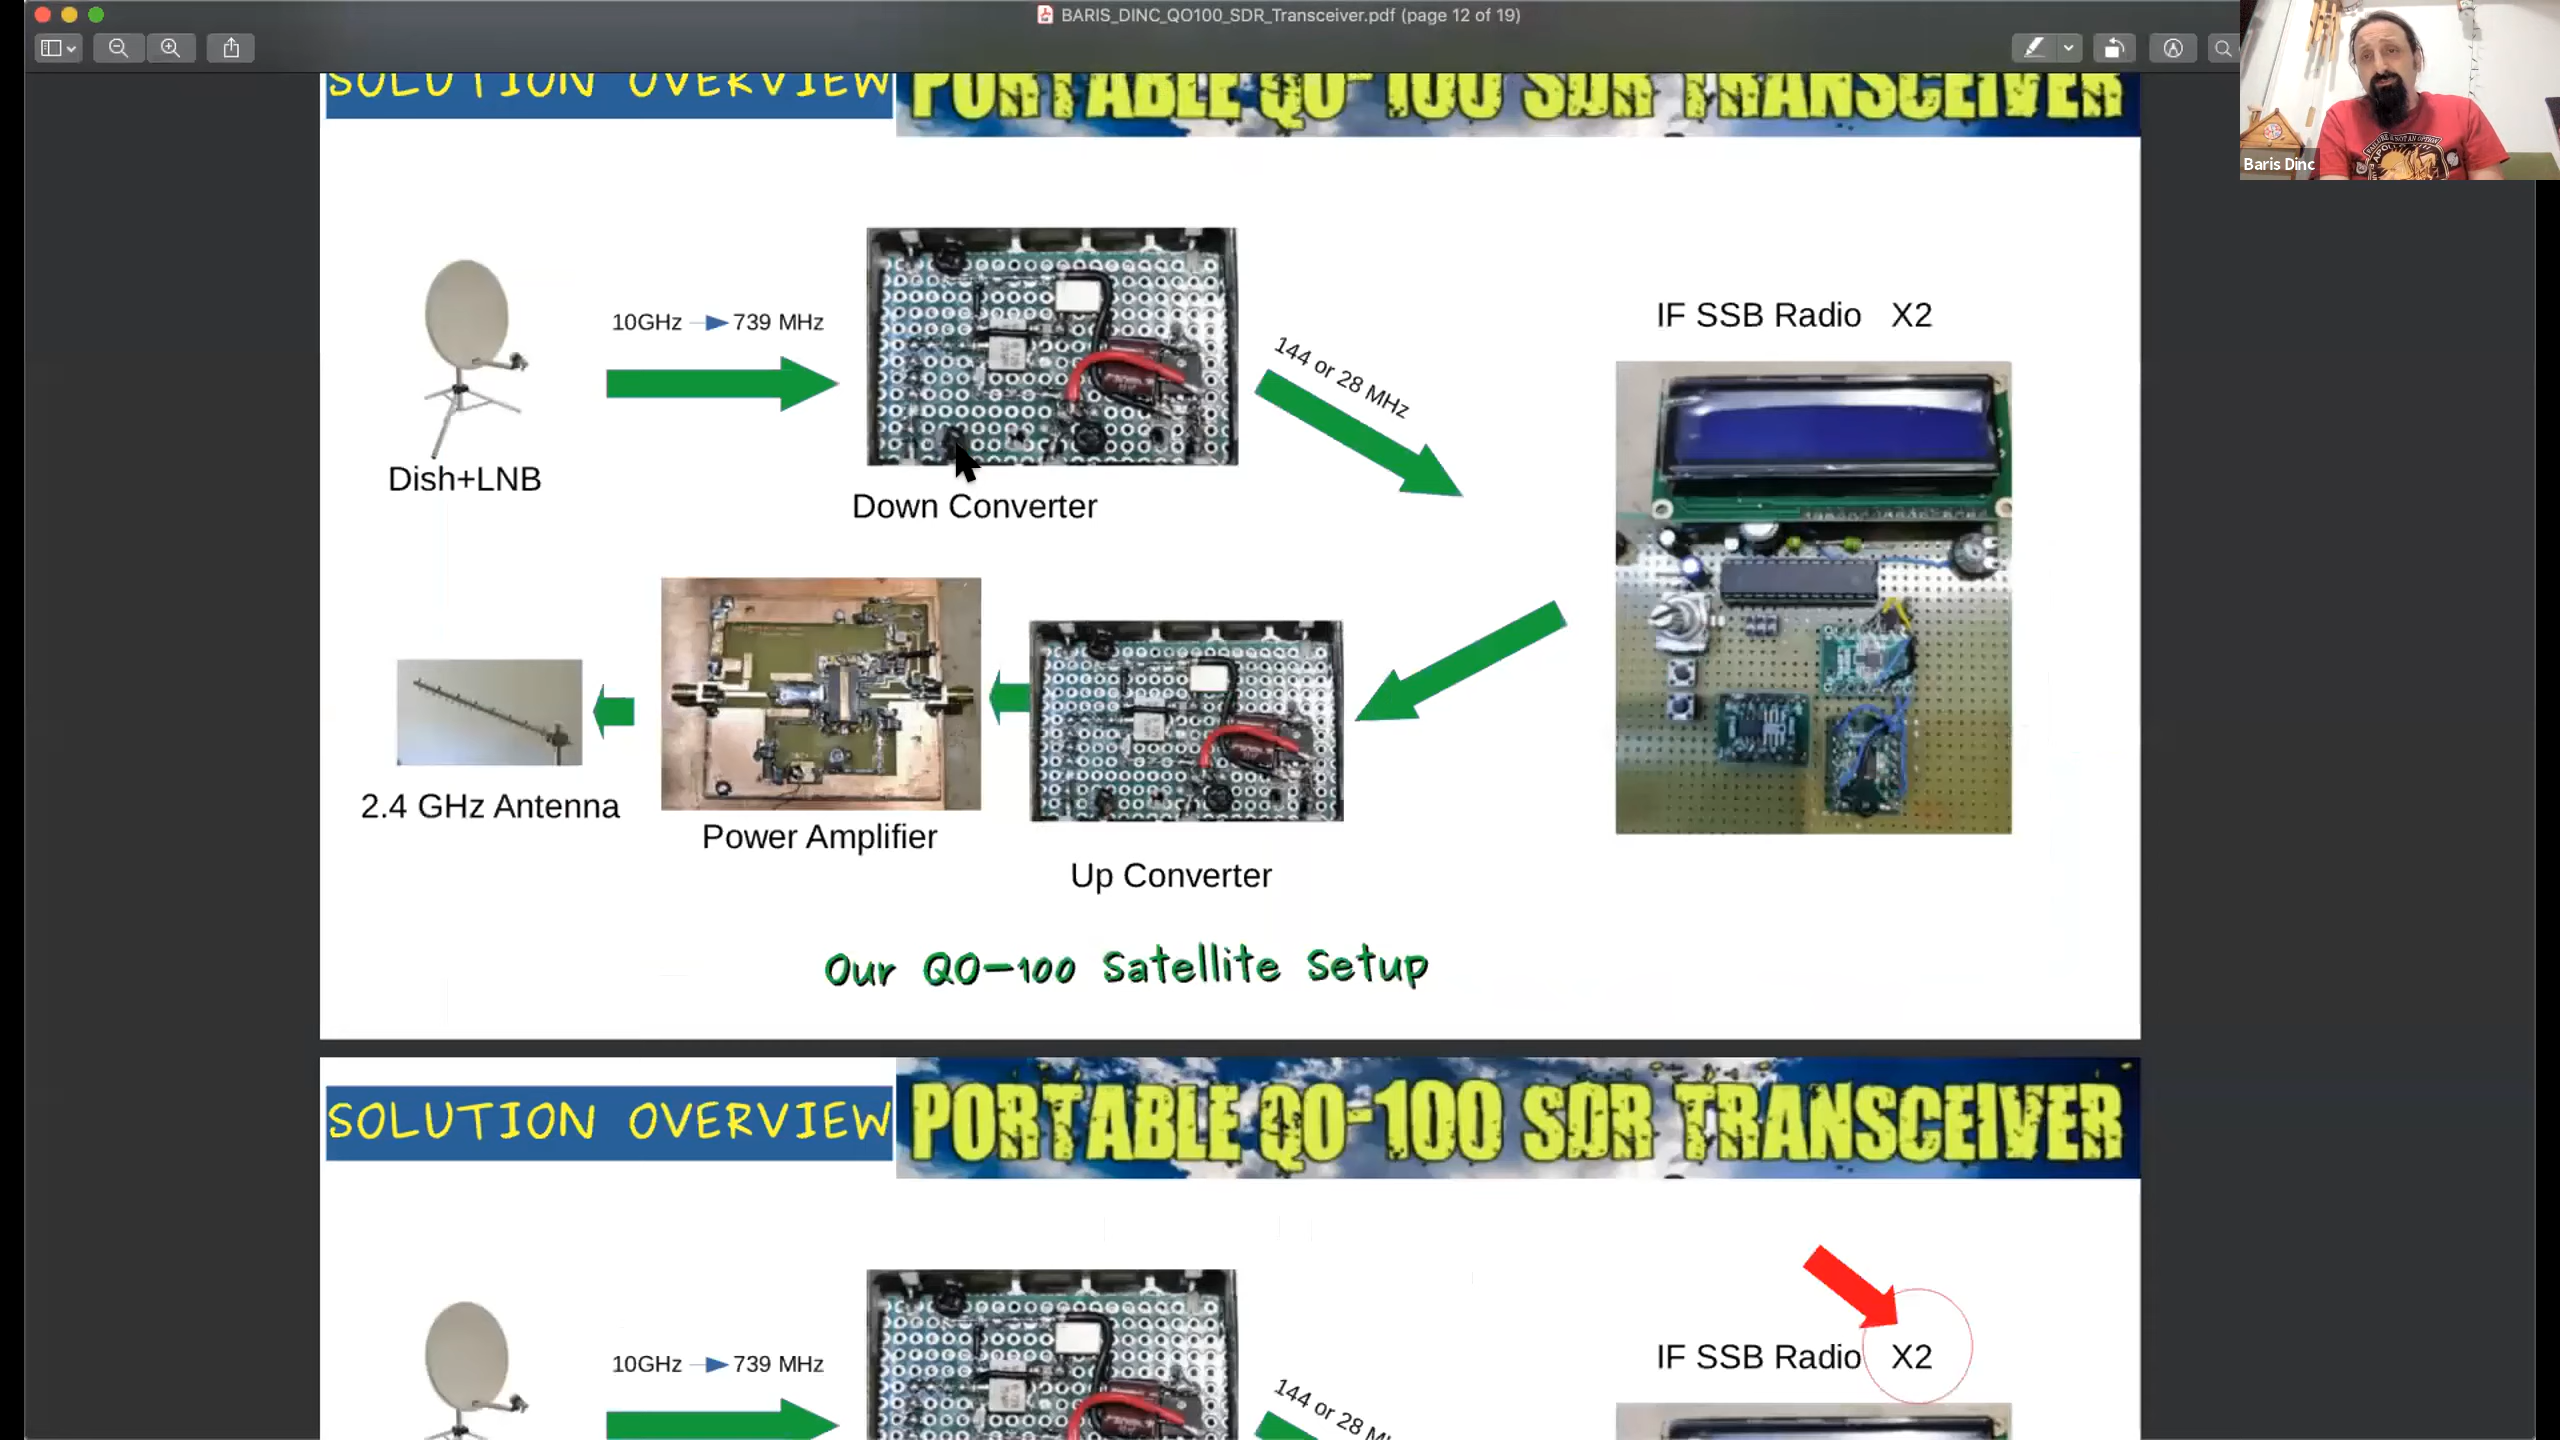 BARIS_DINC_QO100_SDR_Transceiver.pdf (page 12 of 19)
SOLUTION OVERVIEW
PORTABLE QO-100 SDR TRANSCEIVER
Baris Dinc
10GHz
739 MHz
144 or 28 MHz
IF SSB Radio X2
Dish+LNB
Down Converter
2.4 GHz Antenna
Power Amplifier
Up Converter
Our QO-100 Satellite Setup
SOLUTION OVERVIEW
PORTABLE QO-100 SDR TRANSCEIVER
10GHz
739 MHz
144 or 28
IF SSB Radio X2